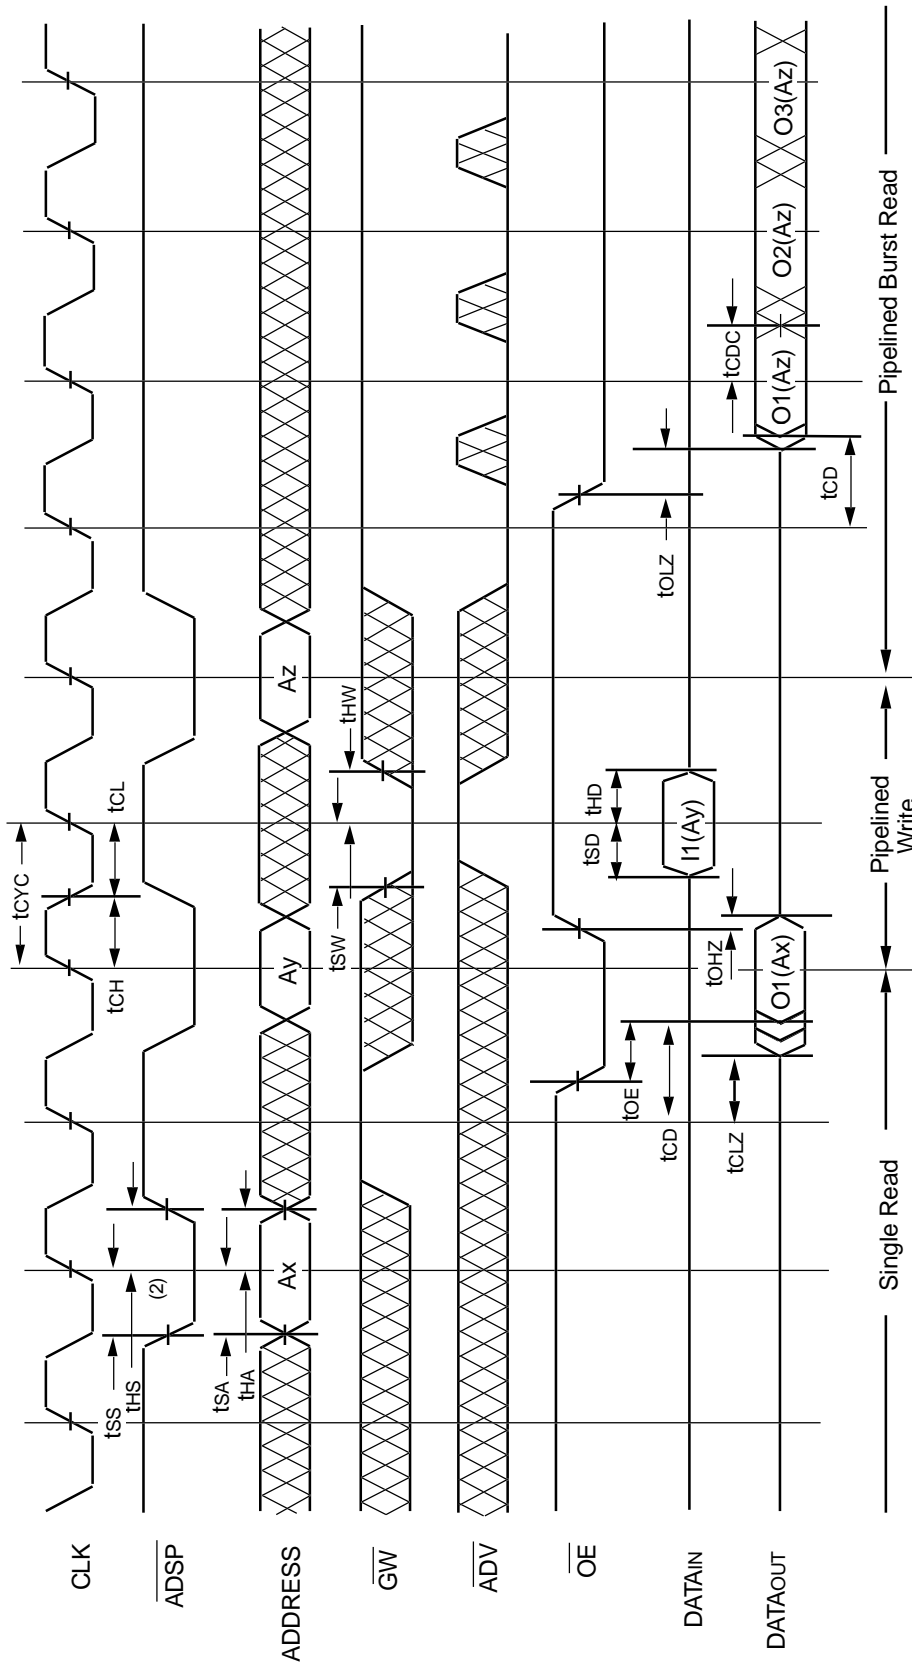 CLK
tCYC
tCH
tCL
ADSP
tSS
tHS
(2)
ADDRESS
tSA
tHA
Ax
Ay
Az
GW
tSW
tHW
ADV
OE
tOE
tOHZ
tOLZ
DATAIN
tCD
tSD
tHD
I1(Ay)
DATAOUT
tCLZ
O1(Ax)
tCDC
O1(Az)
O2(Az)
O3(Az)
tCD
Single Read
Pipelined
Write
Pipelined Burst Read